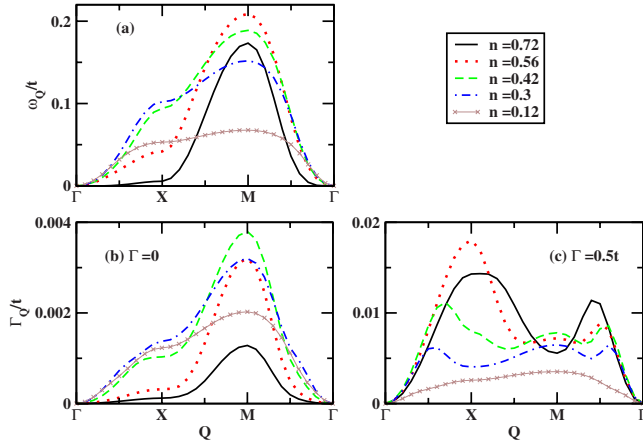 (a)
ω_Q/t
0.2
0.1
0
Γ X M Γ
n =0.72
n =0.56
n =0.42
n =0.3
n =0.12
(b) Γ =0
Γ_Q/t
0.004
0.002
0
Γ X M Γ
Q
(c) Γ =0.5t
0.02
0.01
0
Γ X M Γ
Q